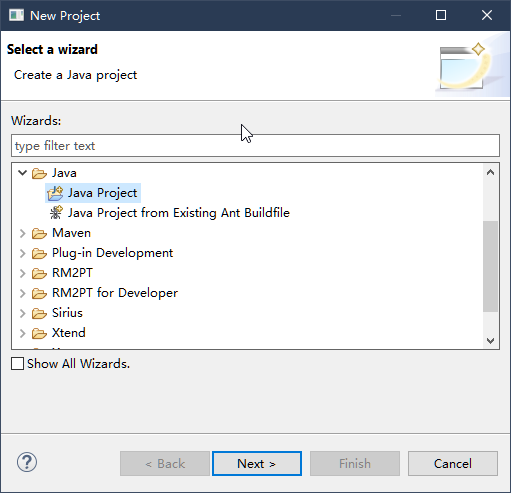 New Project
Select a wizard
Create a Java project
Wizards:
type filter text
Java
Java Project
Java Project from Existing Ant Buildfile
Maven
Plug-in Development
RM2PT
RM2PT for Developer
Sirius
Xtend
Show All Wizards.
?
< Back
Next >
Finish
Cancel